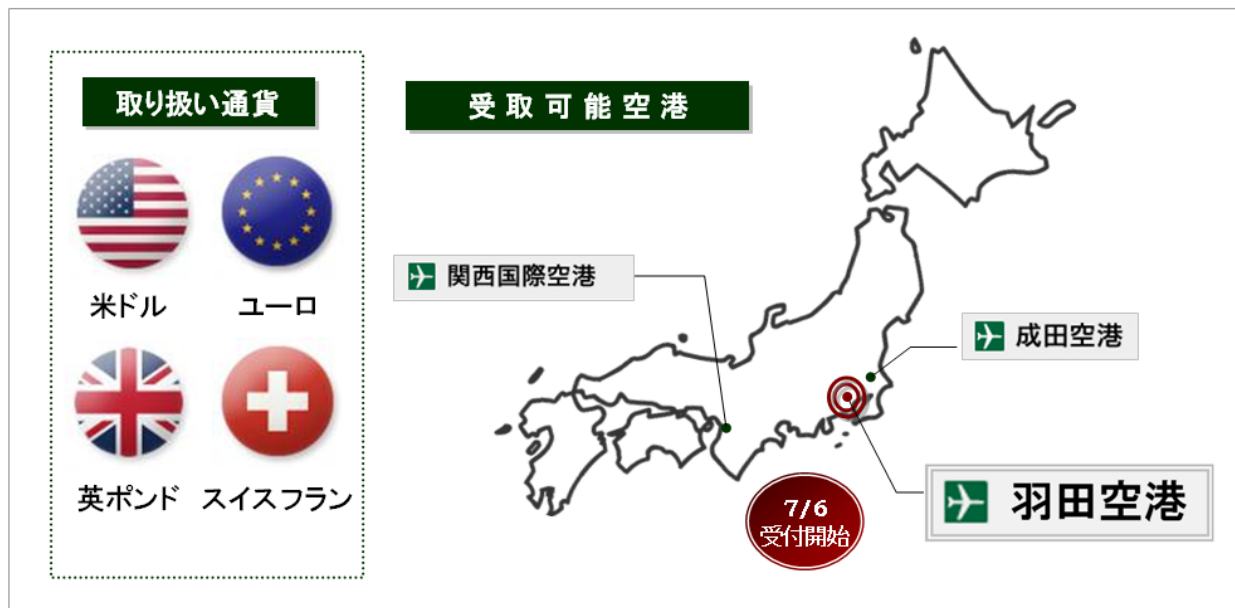 取り扱い通貨
米ドル
ユーロ
英ポンド
スイスフラン
受取可能空港
関西国際空港
成田空港
羽田空港
7/6
受付開始